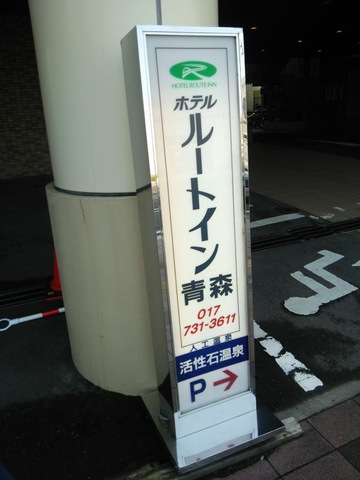 HOTEL ROUTE INN
ホテル
ルートイン
青森
017
731-3611
人工温泉
活性石温泉
P→